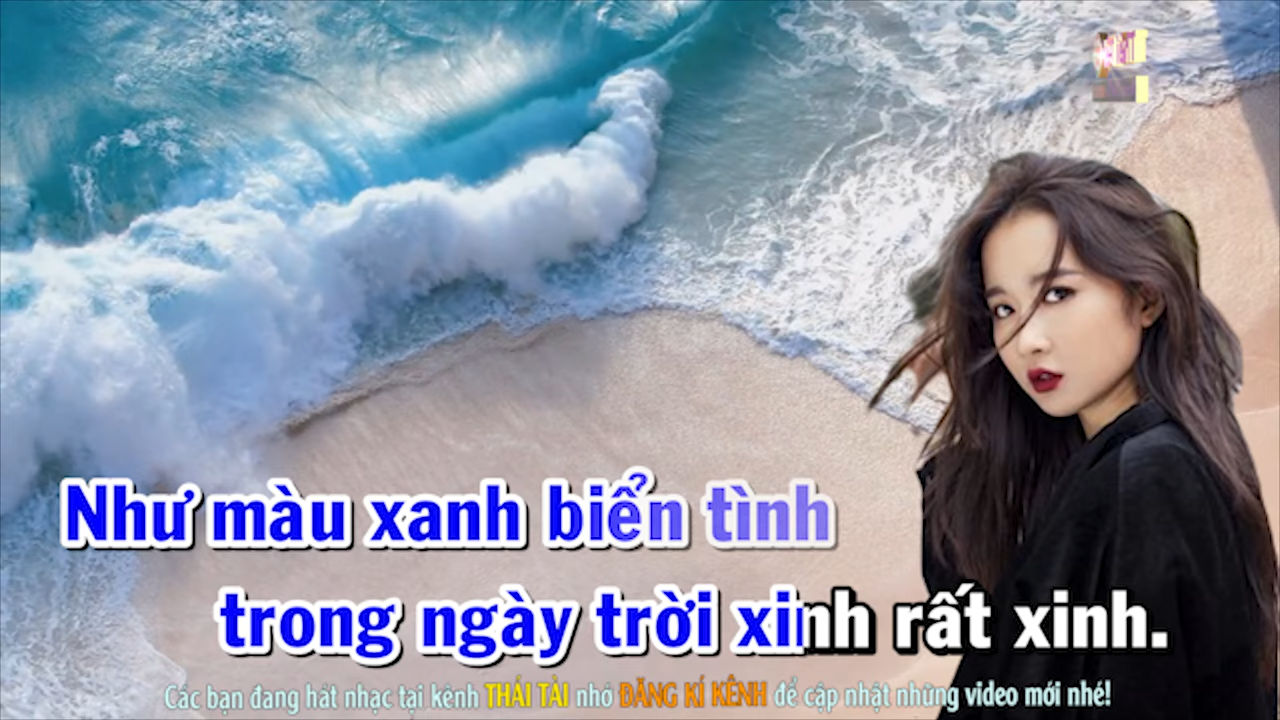 Như màu xanh biển tình
trong ngày trời xinh rất xinh.
Các bạn đang hát nhạc tại kênh THÁI TÀI nhớ ĐĂNG KÍ KÊNH để cập nhật những video mới nhé!